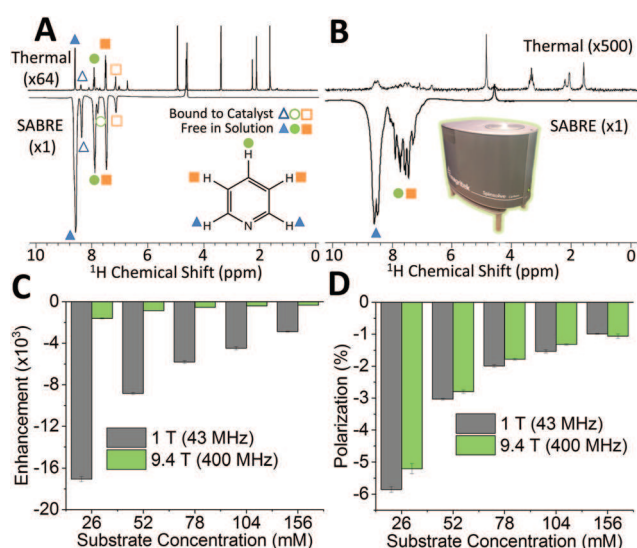 A
Thermal
(x64)
SABRE
(x1)
Bound to Catalyst
Free in Solution
H
H
H
H
N
H
10
8
6
4
2
0
¹H Chemical Shift (ppm)
B
Thermal (x500)
SABRE (x1)
10
8
6
4
2
0
¹H Chemical Shift (ppm)
C
Enhancement (x10³)
0
-4
-8
-12
-16
-20
1 T (43 MHz)
9.4 T (400 MHz)
26
52
78
104
156
Substrate Concentration (mM)
D
Polarization (%)
0
-1
-2
-3
-4
-5
-6
1 T (43 MHz)
9.4 T (400 MHz)
26
52
78
104
156
Substrate Concentration (mM)